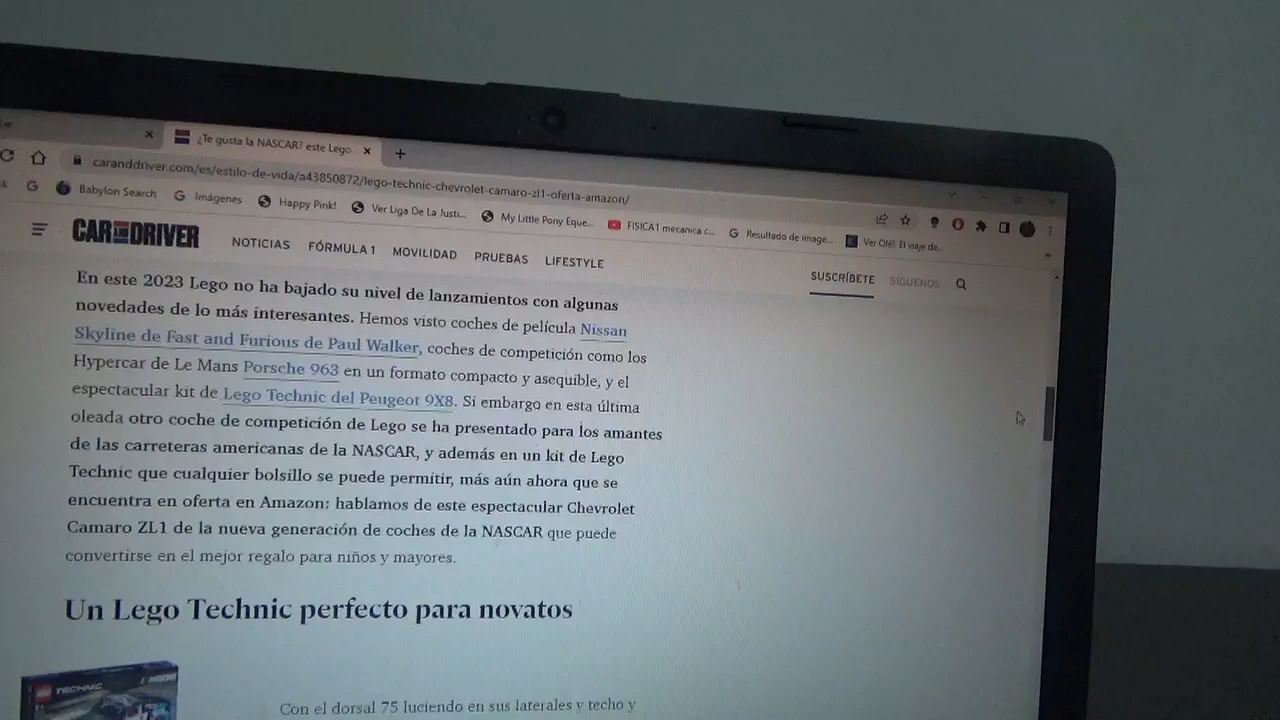 ¿Te gusta la NASCAR? este Lego
caranddriver.com/es/estilo-de-vida/a43850872/lego-technic-chevrolet-camaro-zl1-oferta-amazon/
Babylon Search
Imágenes
Happy Pink!
Ver Liga De La Justi...
My Little Pony Eque...
FISICA1 mecanica c...
Resultado de image...
Ver Olé!. El viaje de...
CAR AND DRIVER
NOTICIAS
FÓRMULA 1
MOVILIDAD
PRUEBAS
LIFESTYLE
SUSCRÍBETE
SÍGUENOS
En este 2023 Lego no ha bajado su nivel de lanzamientos con algunas
novedades de lo más interesantes. Hemos visto coches de película Nissan
Skyline de Fast and Furious de Paul Walker, coches de competición como los
Hypercar de Le Mans Porsche 963 en un formato compacto y asequible, y el
espectacular kit de Lego Technic del Peugeot 9X8. Si embargo en esta última
oleada otro coche de competición de Lego se ha presentado para los amantes
de las carreteras americanas de la NASCAR, y además en un kit de Lego
Technic que cualquier bolsillo se puede permitir, más aún ahora que se
encuentra en oferta en Amazon: hablamos de este espectacular Chevrolet
Camaro ZL1 de la nueva generación de coches de la NASCAR que puede
convertirse en el mejor regalo para niños y mayores.
Un Lego Technic perfecto para novatos
TECHNIC
NASCAR
Con el dorsal 75 luciendo en sus laterales y techo y